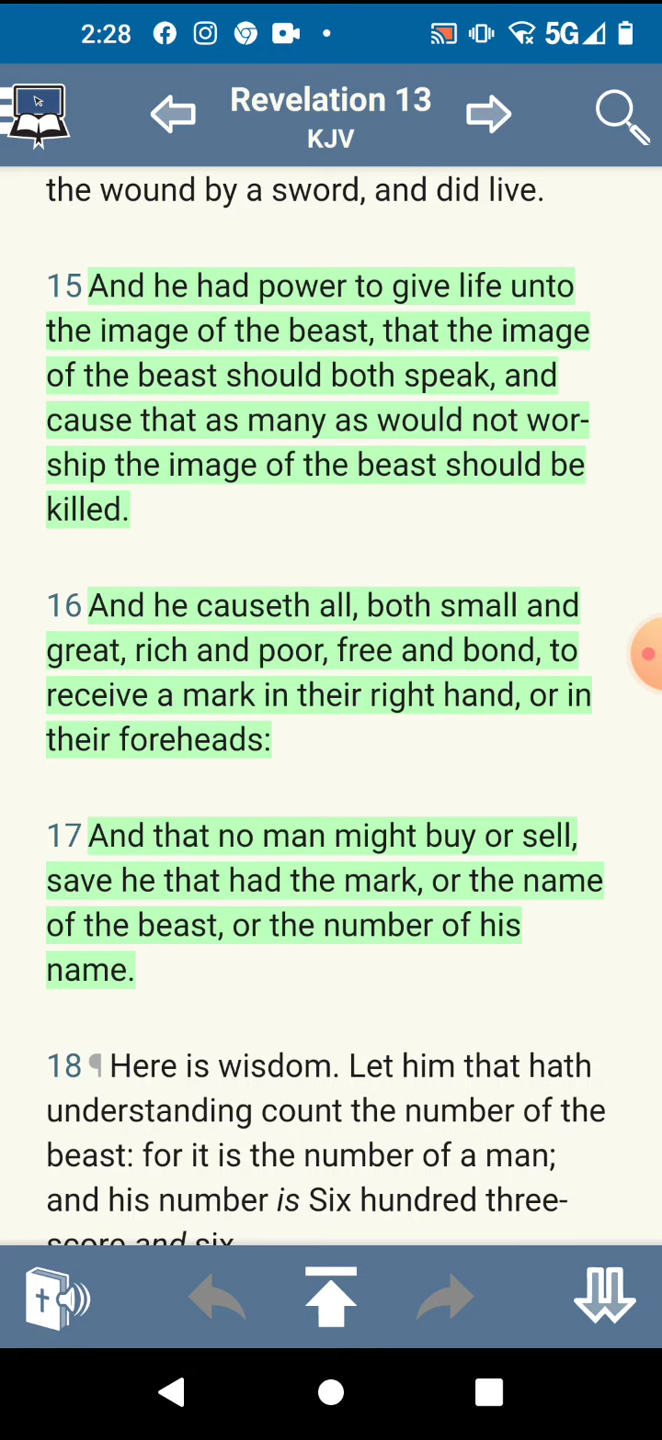 2:28
5G
Revelation 13
KJV
the wound by a sword, and did live.
15 And he had power to give life unto
the image of the beast, that the image
of the beast should both speak, and
cause that as many as would not wor-
ship the image of the beast should be
killed.
16 And he causeth all, both small and
great, rich and poor, free and bond, to
receive a mark in their right hand, or in
their foreheads:
17 And that no man might buy or sell,
save he that had the mark, or the name
of the beast, or the number of his
name.
18 ¶ Here is wisdom. Let him that hath
understanding count the number of the
beast: for it is the number of a man;
and his number is Six hundred three-
score and six